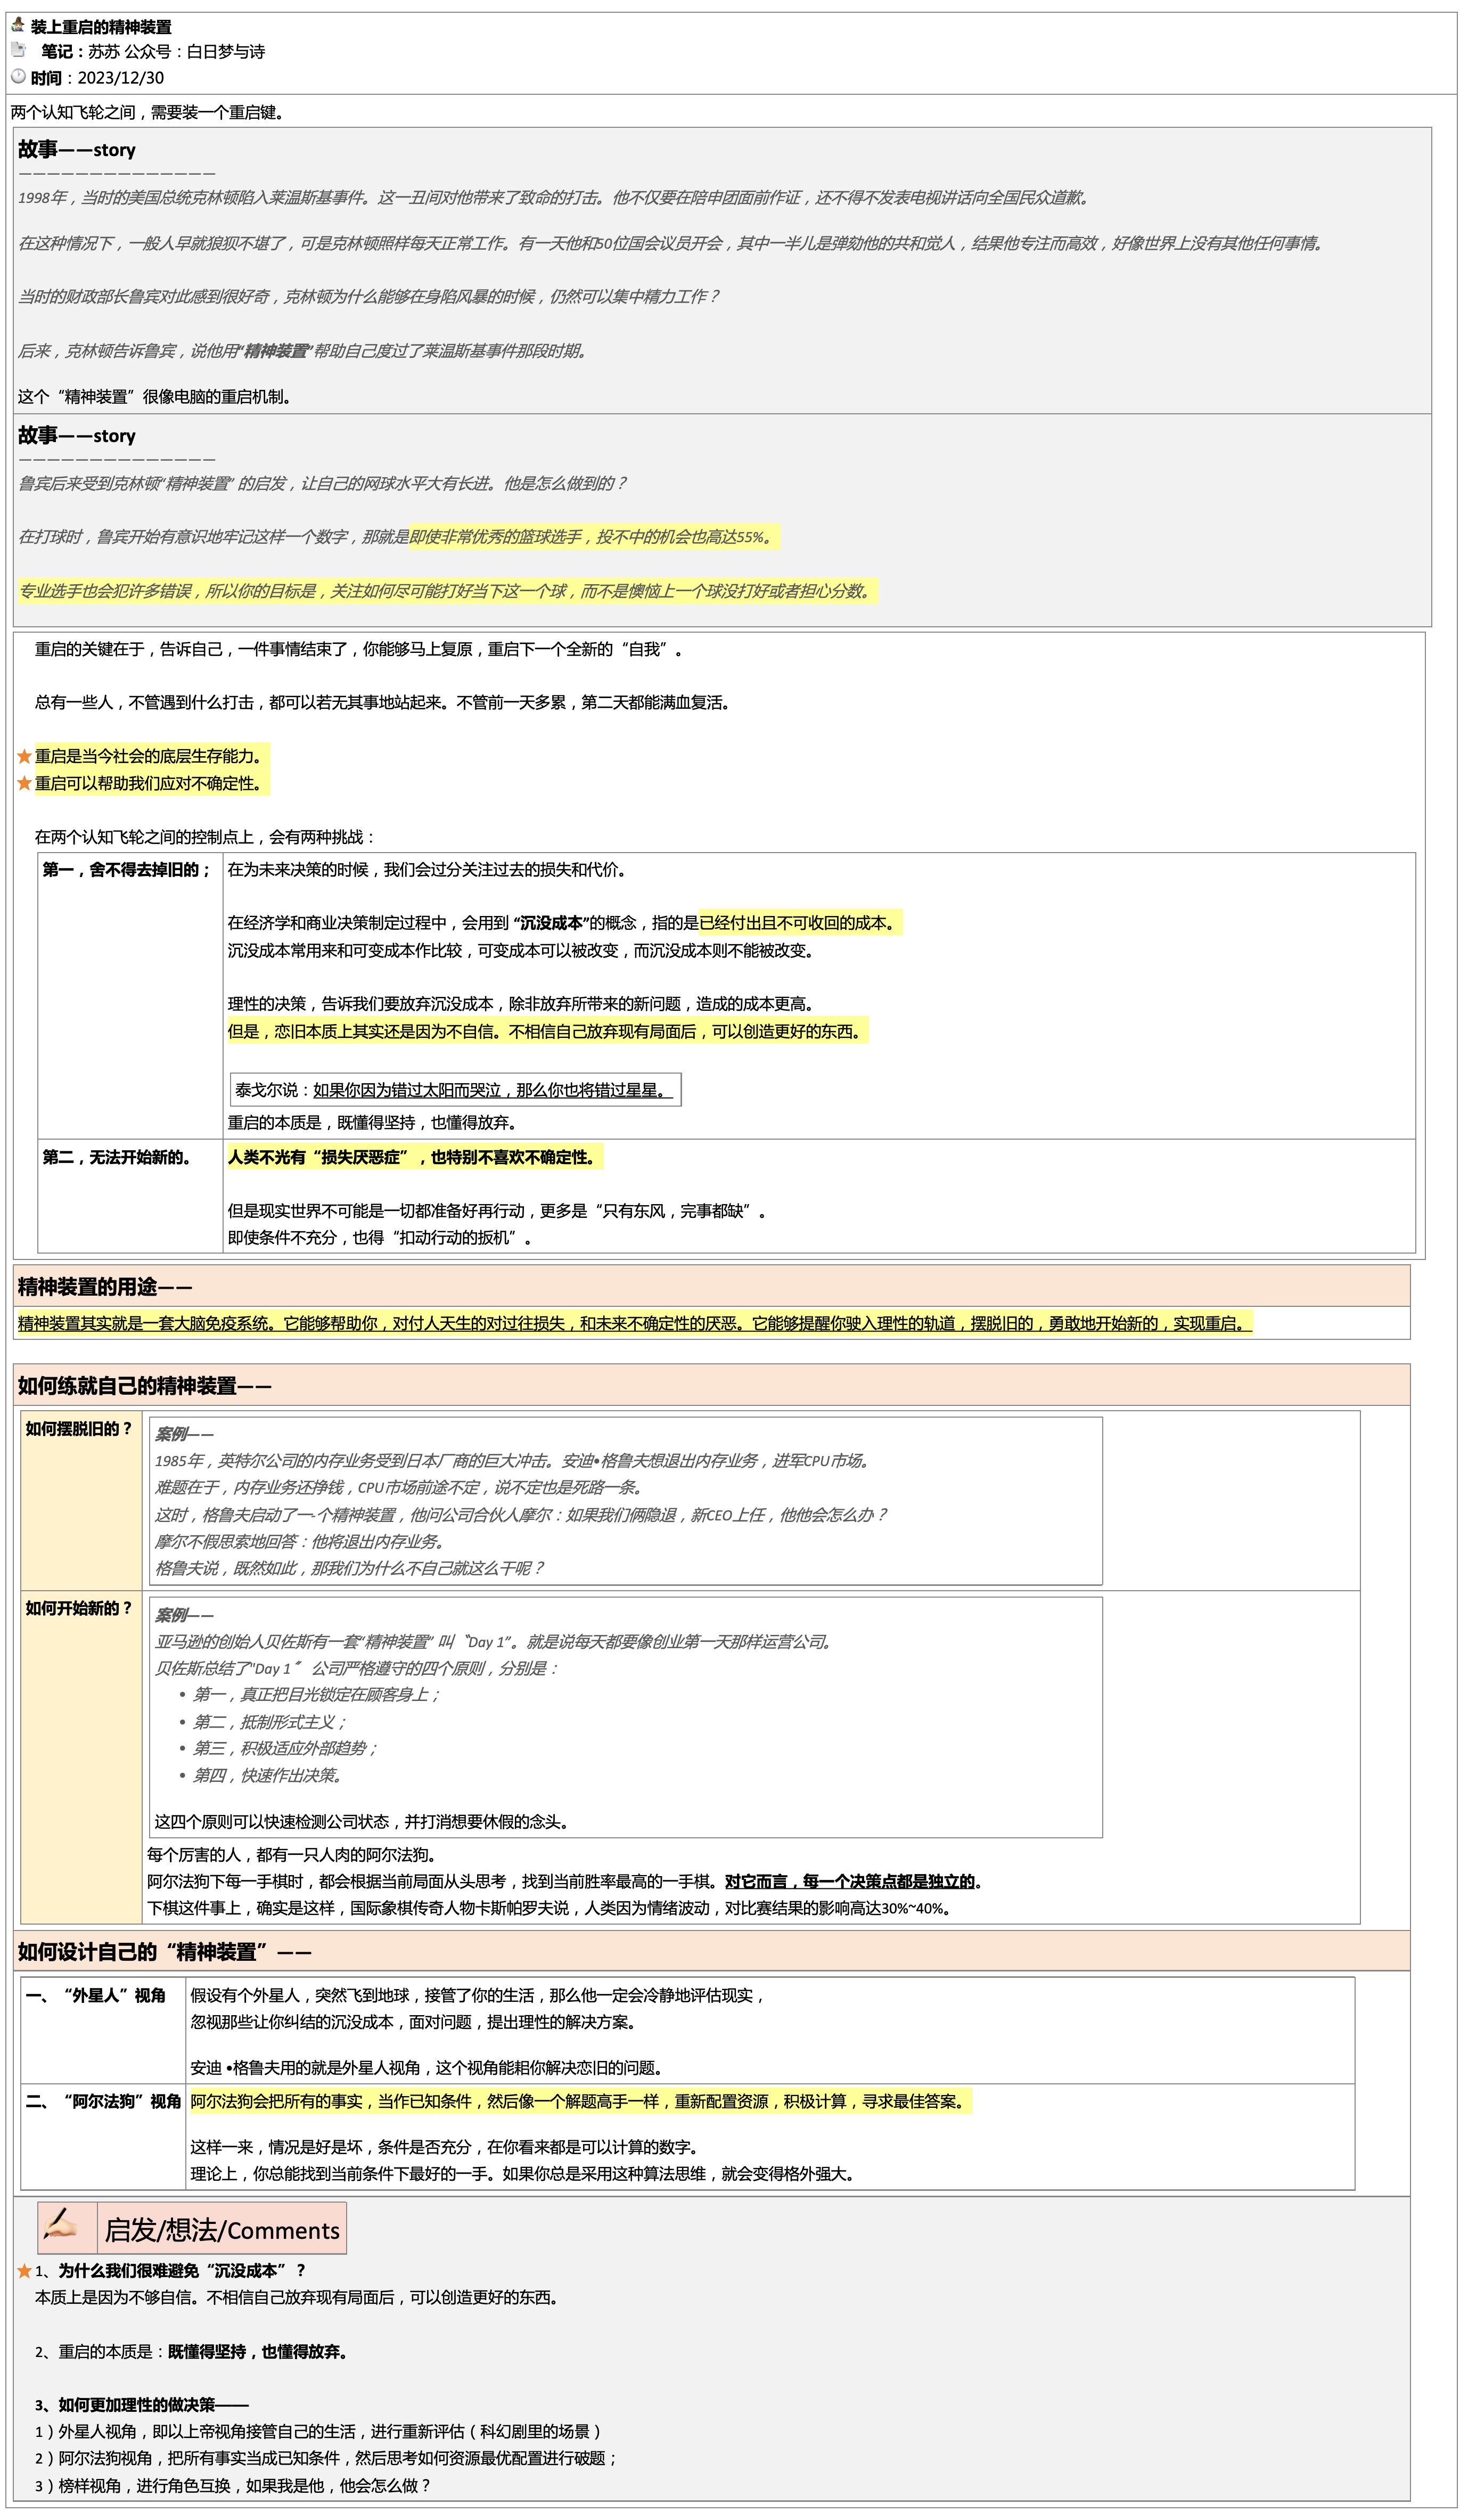 装上重启的精神装置
笔记：苏苏 公众号：白日梦与诗
时间：2023/12/30
两个认知飞轮之间，需要装一个重启键。
故事——story
——————————————
1998年，当时的美国总统克林顿陷入莱温斯基事件。这一丑间对他带来了致命的打击。他不仅要在陪申团面前作证，还不得不发表电视讲话向全国民众道歉。
在这种情况下，一般人早就狼狈不堪了，可是克林顿照样每天正常工作。有一天他和50位国会议员开会，其中一半儿是弹劾他的共和党人，结果他专注而高效，好像世界上没有其他任何事情。
当时的财政部长鲁宾对此感到很好奇，克林顿为什么能够在身陷风暴的时候，仍然可以集中精力工作？
后来，克林顿告诉鲁宾，说他用“精神装置”帮助自己度过了莱温斯基事件那段时期。
这个“精神装置”很像电脑的重启机制。
故事——story
——————————————
鲁宾后来受到克林顿“精神装置” 的启发，让自己的网球水平大有长进。他是怎么做到的？
在打球时，鲁宾开始有意识地牢记这样一个数字，那就是即使非常优秀的篮球选手，投不中的机会也高达55%。
专业选手也会犯许多错误，所以你的目标是，关注如何尽可能打好当下这一个球，而不是懊恼上一个球没打好或者担心分数。
重启的关键在于，告诉自己，一件事情结束了，你能够马上复原，重启下一个全新的“自我”。
总有一些人，不管遇到什么打击，都可以若无其事地站起来。不管前一天多累，第二天都能满血复活。
重启是当今社会的底层生存能力。
重启可以帮助我们应对不确定性。
在两个认知飞轮之间的控制点上，会有两种挑战：
第一，舍不得去掉旧的；
在为未来决策的时候，我们会过分关注过去的损失和代价。
在经济学和商业决策制定过程中，会用到 “沉没成本”的概念，指的是已经付出且不可收回的成本。
沉没成本常用来和可变成本作比较，可变成本可以被改变，而沉没成本则不能被改变。
理性的决策，告诉我们要放弃沉没成本，除非放弃所带来的新问题，造成的成本更高。
但是，恋旧本质上其实还是因为不自信。不相信自己放弃现有局面后，可以创造更好的东西。
泰戈尔说：如果你因为错过太阳而哭泣，那么你也将错过星星。
重启的本质是，既懂得坚持，也懂得放弃。
第二，无法开始新的。
人类不光有“损失厌恶症”，也特别不喜欢不确定性。
但是现实世界不可能是一切都准备好再行动，更多是“只有东风，完事都缺”。
即使条件不充分，也得“扣动行动的扳机”。
精神装置的用途——
精神装置其实就是一套大脑免疫系统。它能够帮助你，对付人天生的对过往损失，和未来不确定性的厌恶。它能够提醒你驶入理性的轨道，摆脱旧的，勇敢地开始新的，实现重启。
如何练就自己的精神装置——
如何摆脱旧的？
案例——
1985年，英特尔公司的内存业务受到日本厂商的巨大冲击。安迪•格鲁夫想退出内存业务，进军CPU市场。
难题在于，内存业务还挣钱，CPU市场前途不定，说不定也是死路一条。
这时，格鲁夫启动了一-个精神装置，他问公司合伙人摩尔：如果我们俩隐退，新CEO上任，他他会怎么办？
摩尔不假思索地回答：他将退出内存业务。
格鲁夫说，既然如此，那我们为什么不自己就这么干呢？
如何开始新的？
案例——
亚马逊的创始人贝佐斯有一套“精神装置” 叫〝Day 1”。就是说每天都要像创业第一天那样运营公司。
贝佐斯总结了"Day 1〞 公司严格遵守的四个原则，分别是：
• 第一，真正把目光锁定在顾客身上；
• 第二，抵制形式主义；
• 第三，积极适应外部趋势；
• 第四，快速作出决策。
这四个原则可以快速检测公司状态，并打消想要休假的念头。
每个厉害的人，都有一只人肉的阿尔法狗。
阿尔法狗下每一手棋时，都会根据当前局面从头思考，找到当前胜率最高的一手棋。对它而言，每一个决策点都是独立的。
下棋这件事上，确实是这样，国际象棋传奇人物卡斯帕罗夫说，人类因为情绪波动，对比赛结果的影响高达30%~40%。
如何设计自己的“精神装置”——
一、“外星人”视角
假设有个外星人，突然飞到地球，接管了你的生活，那么他一定会冷静地评估现实，
忽视那些让你纠结的沉没成本，面对问题，提出理性的解决方案。
安迪 •格鲁夫用的就是外星人视角，这个视角能耜你解决恋旧的问题。
二、“阿尔法狗”视角
阿尔法狗会把所有的事实，当作已知条件，然后像一个解题高手一样，重新配置资源，积极计算，寻求最佳答案。
这样一来，情况是好是坏，条件是否充分，在你看来都是可以计算的数字。
理论上，你总能找到当前条件下最好的一手。如果你总是采用这种算法思维，就会变得格外强大。
启发/想法/Comments
1、为什么我们很难避免“沉没成本”？
本质上是因为不够自信。不相信自己放弃现有局面后，可以创造更好的东西。
2、重启的本质是：既懂得坚持，也懂得放弃。
3、如何更加理性的做决策——
1）外星人视角，即以上帝视角接管自己的生活，进行重新评估（科幻剧里的场景）
2）阿尔法狗视角，把所有事实当成已知条件，然后思考如何资源最优配置进行破题；
3）榜样视角，进行角色互换，如果我是他，他会怎么做？